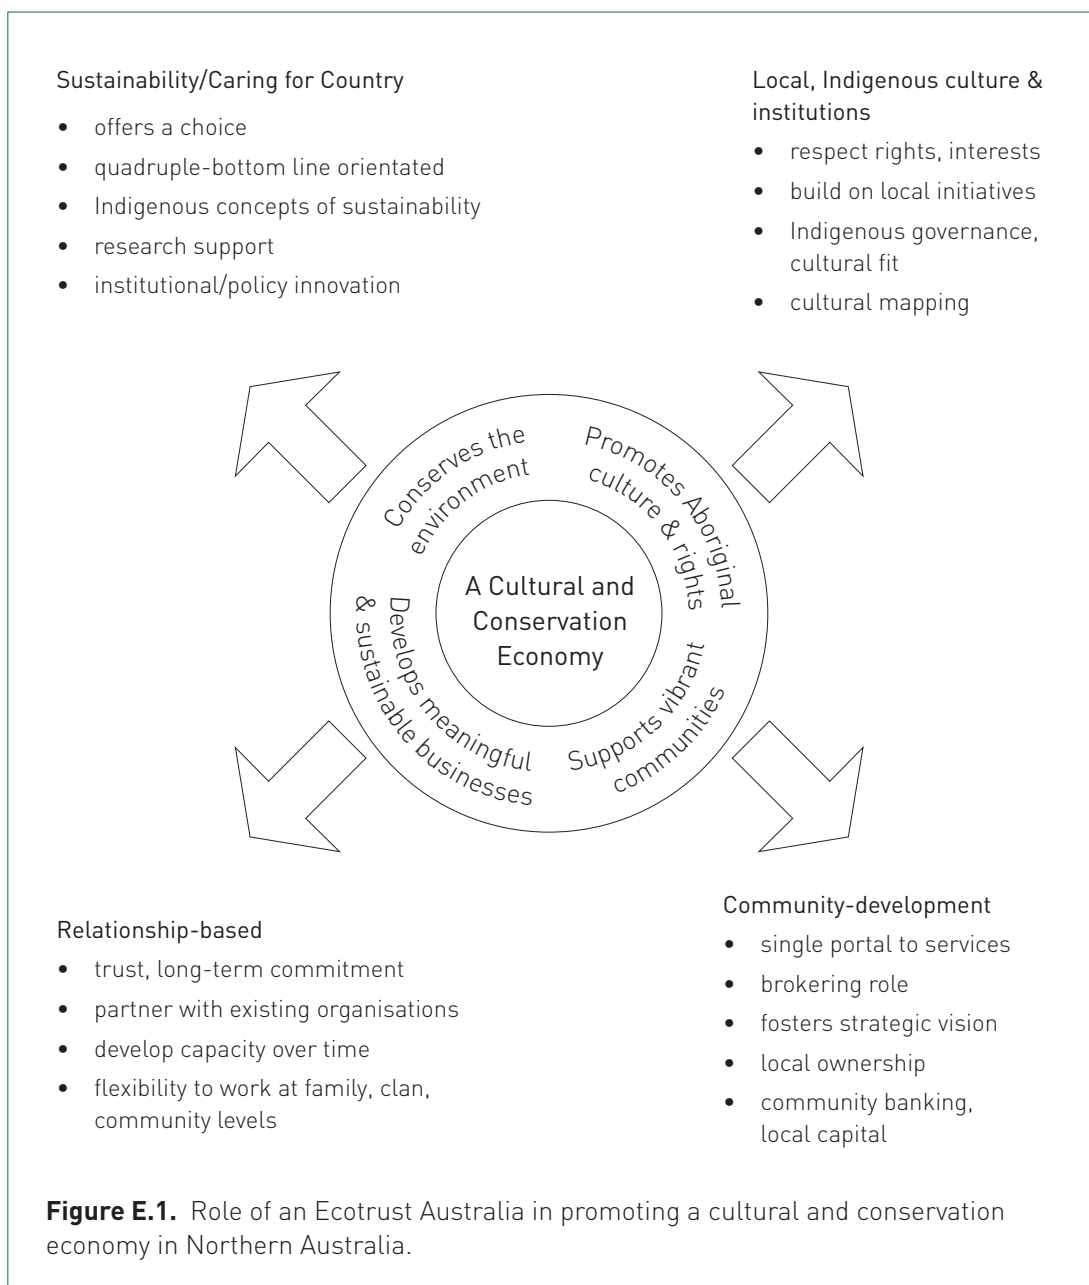 Sustainability/Caring for Country
• offers a choice
• quadruple-bottom line orientated
• Indigenous concepts of sustainability
• research support
• institutional/policy innovation
Local, Indigenous culture &
institutions
• respect rights, interests
• build on local initiatives
• Indigenous governance,
cultural fit
• cultural mapping
Conserves the
environment
Promotes Aboriginal
culture & rights
A Cultural and
Conservation
Economy
Develops meaningful
& sustainable businesses
Supports vibrant
communities
Relationship-based
• trust, long-term commitment
• partner with existing organisations
• develop capacity over time
• flexibility to work at family, clan,
community levels
Community-development
• single portal to services
• brokering role
• fosters strategic vision
• local ownership
• community banking,
local capital
Figure E.1. Role of an Ecotrust Australia in promoting a cultural and conservation
economy in Northern Australia.